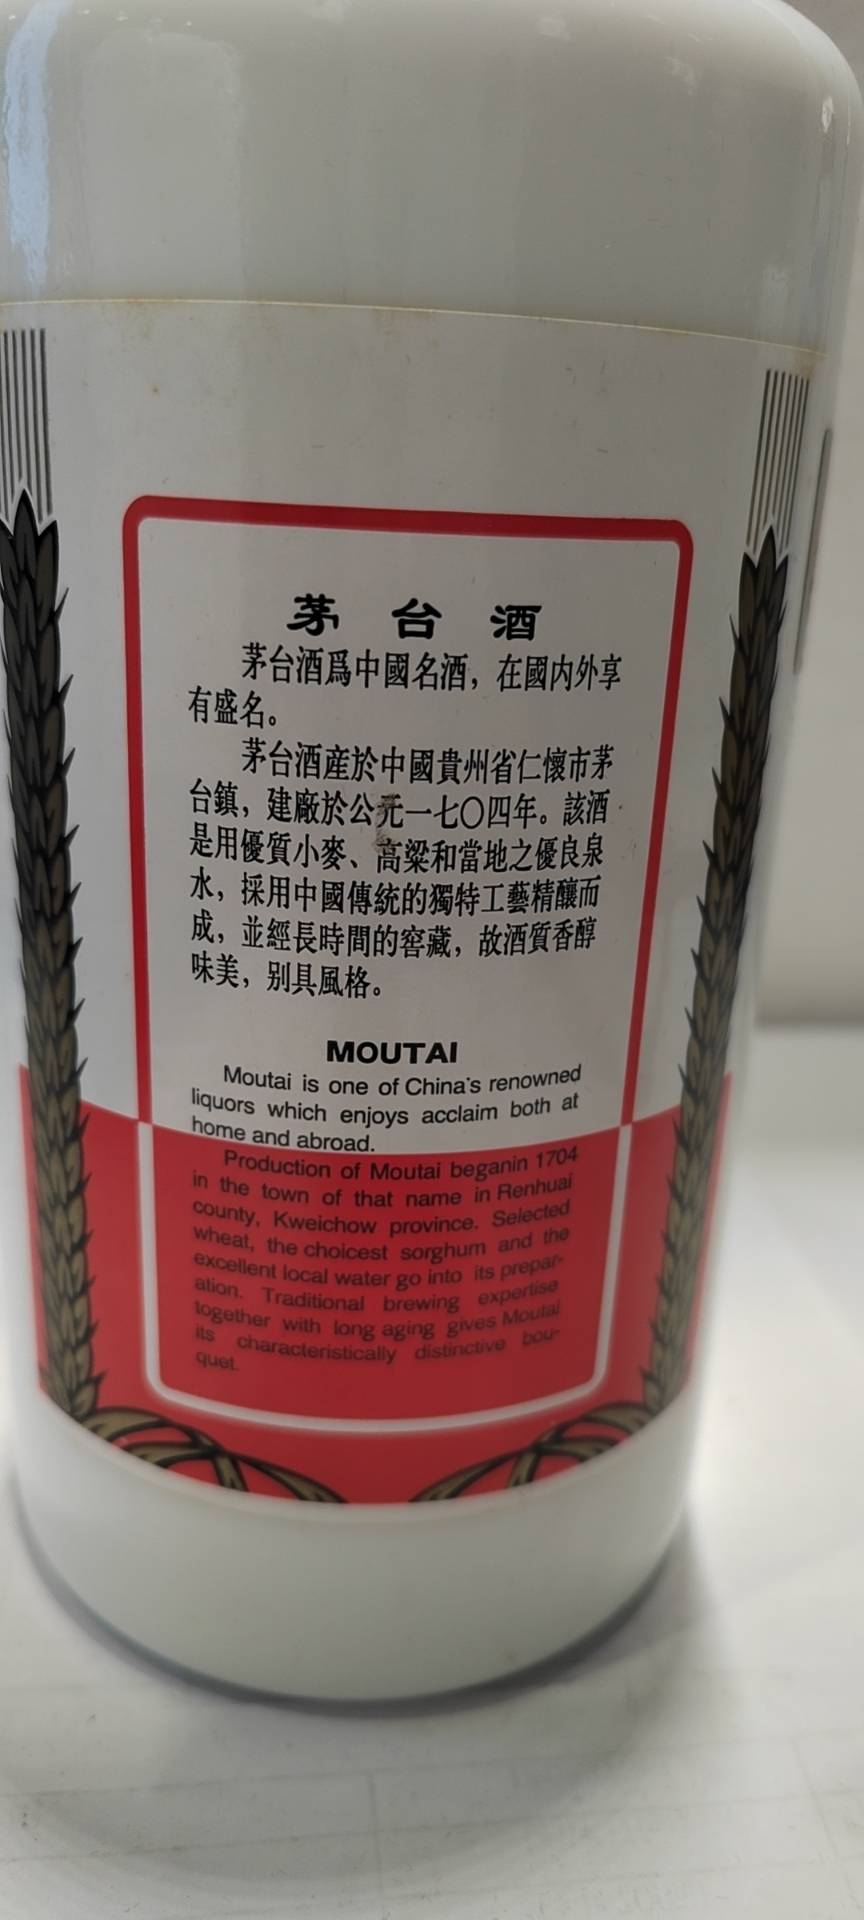 茅台酒
茅台酒爲中國名酒，在國内外享
有盛名。
茅台酒産於中國貴州省仁懷市茅
台鎮，建廠於公元一七〇四年。該酒
是用優質小麥、高粱和當地之優良泉
水，採用中國傳統的獨特工藝精釀而
成，並經長時間的窖藏，故酒質香醇
味美，别具風格。
MOUTAI
Moutai is one of China's renowned
liquors which enjoys acclaim both at
home and abroad.
Production of Moutai beganin 1704
in the town of that name in Renhuai
county, Kweichow province. Selected
wheat, the choicest sorghum and the
excellent local water go into its prepar-
ation. Traditional brewing expertise
together with long aging gives Moutai
its characteristically distinctive bou-
quet.